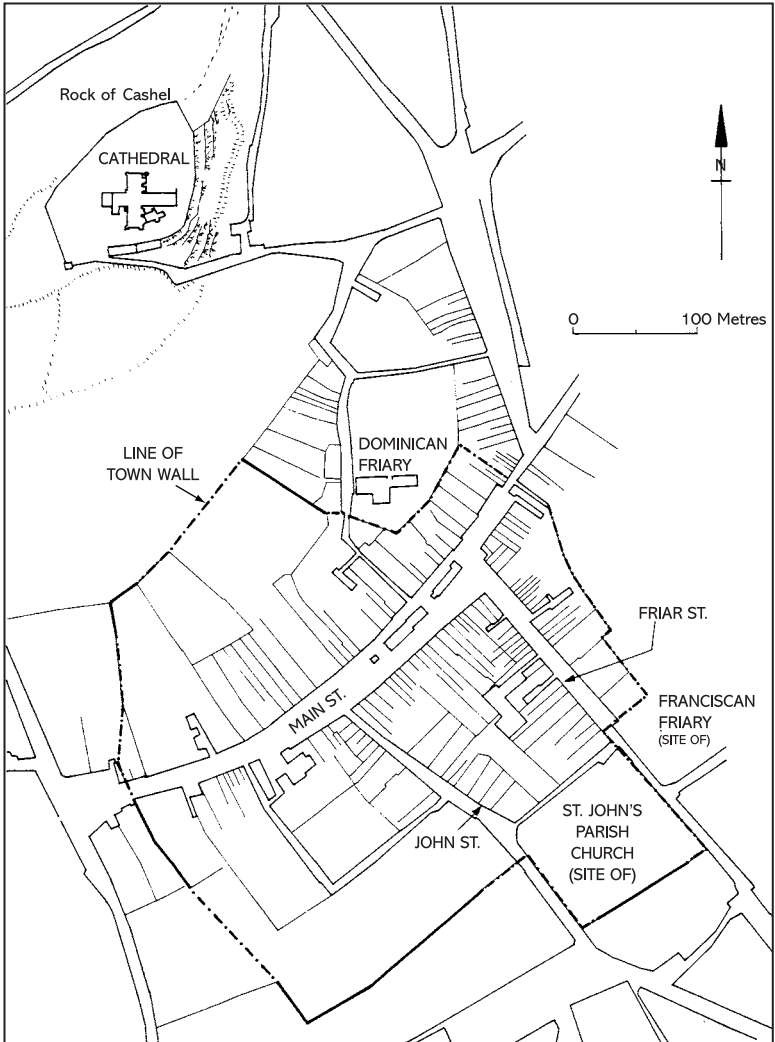 Rock of Cashel
CATHEDRAL
N
0 100 Metres
LINE OF
TOWN WALL
DOMINICAN
FRIARY
FRIAR ST.
MAIN ST.
FRANCISCAN
FRIARY
(SITE OF)
JOHN ST.
ST. JOHN'S
PARISH
CHURCH
(SITE OF)